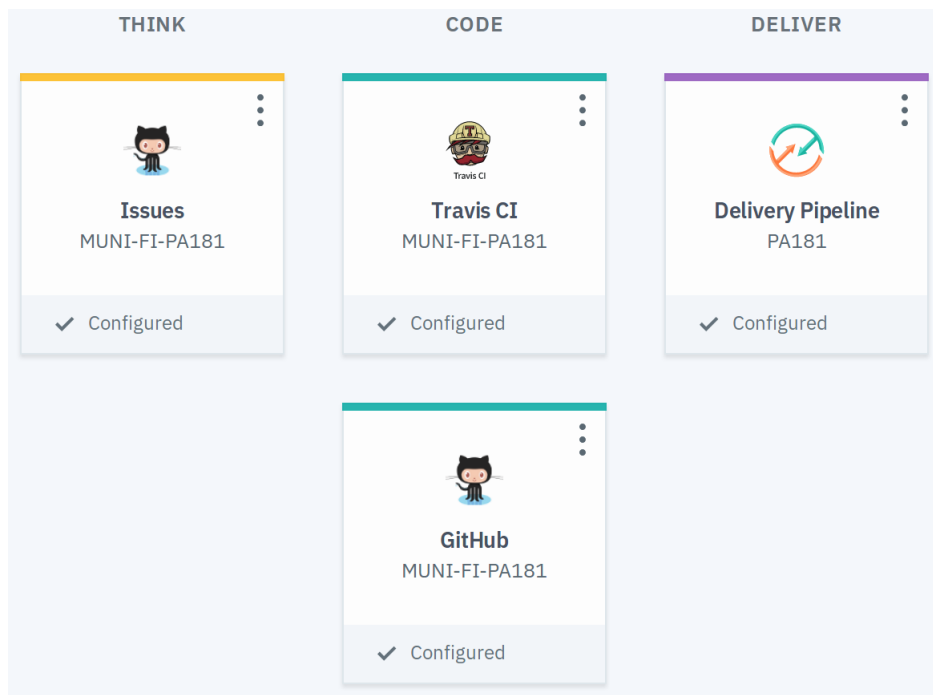 THINK
CODE
DELIVER
Issues
MUNI-FI-PA181
Configured
T
Travis CI
Travis CI
MUNI-FI-PA181
Configured
Delivery Pipeline
PA181
Configured
GitHub
MUNI-FI-PA181
Configured